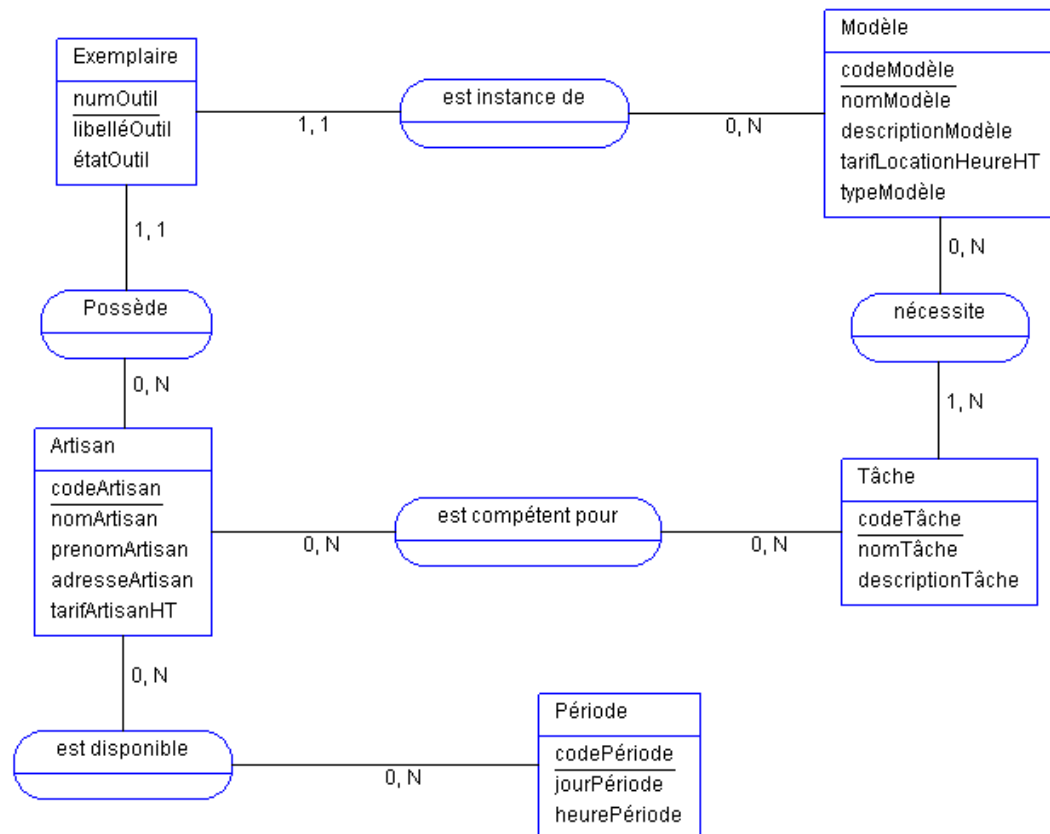 Exemplaire
numOutil
libelléOutil
étatOutil
1, 1
est instance de
0, N
Modèle
codeModèle
nomModèle
descriptionModèle
tarifLocationHeureHT
typeModèle
1, 1
Possède
0, N
0, N
nécessite
1, N
Artisan
codeArtisan
nomArtisan
prenomArtisan
adresseArtisan
tarifArtisanHT
0, N
est compétent pour
0, N
Tâche
codeTâche
nomTâche
descriptionTâche
0, N
est disponible
0, N
Période
codePériode
jourPériode
heurePériode